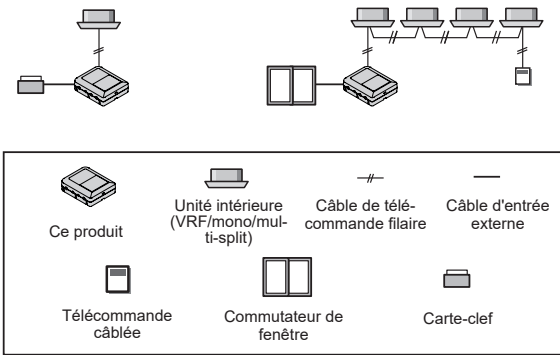 Ce produit
Unité intérieure
(VRF/mono/mul-
ti-split)
Câble de télé-
commande filaire
Câble d'entrée
externe
Télécommande
câblée
Commutateur de
fenêtre
Carte-clef